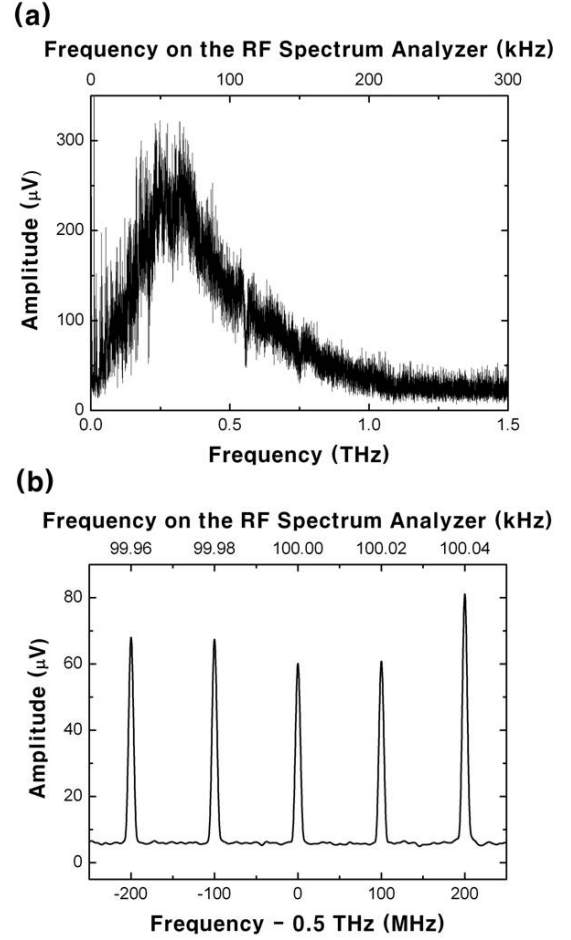 (a)
Frequency on the RF Spectrum Analyzer (kHz)
0 100 200 300
300
200
100
0
Amplitude (μV)
0.0 0.5 1.0 1.5
Frequency (THz)
(b)
Frequency on the RF Spectrum Analyzer (kHz)
99.96 99.98 100.00 100.02 100.04
80
60
40
20
0
Amplitude (μV)
-200 -100 0 100 200
Frequency - 0.5 THz (MHz)